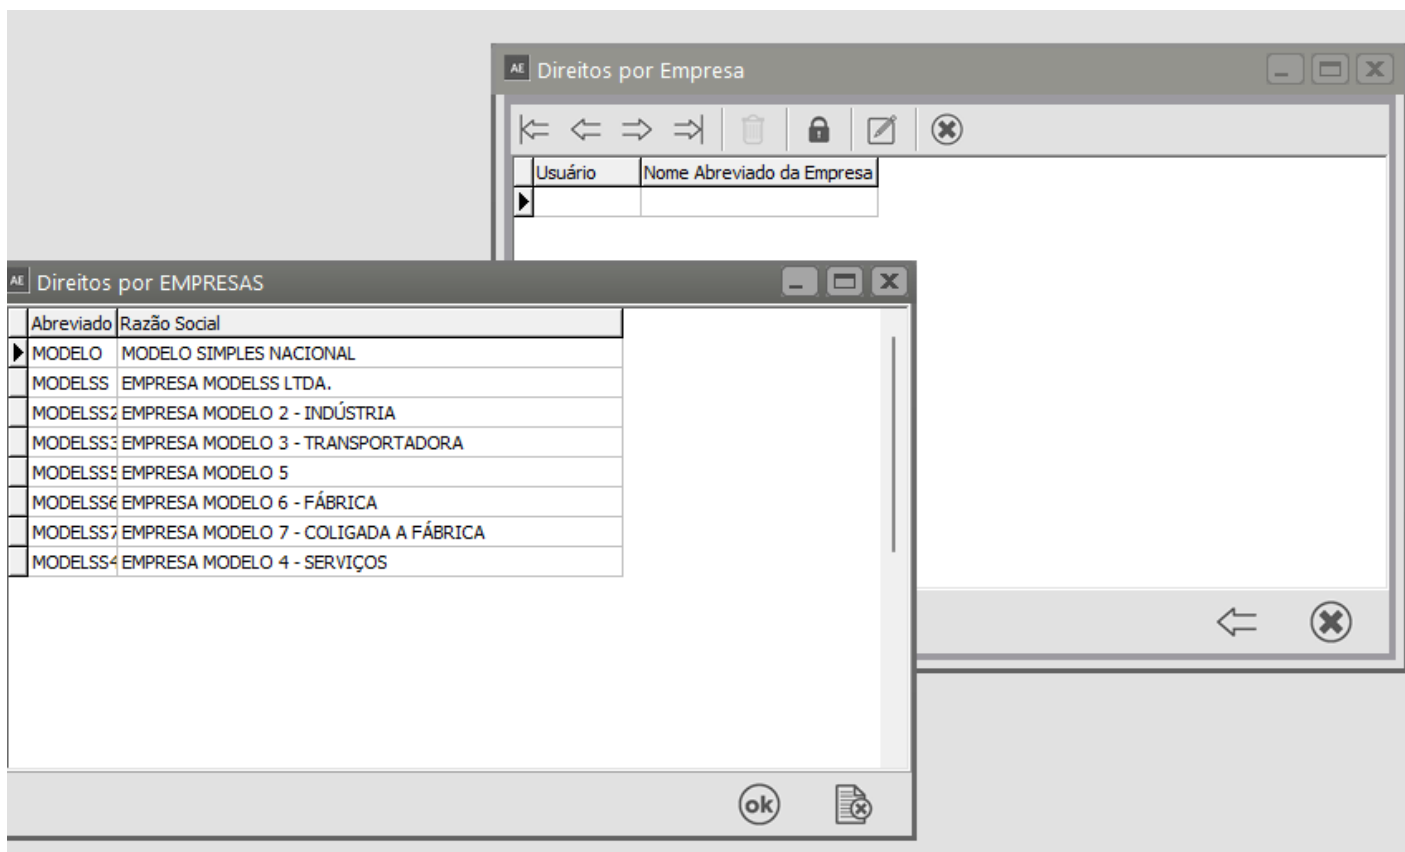 AE Direitos por Empresa
Usuário Nome Abreviado da Empresa
AE Direitos por EMPRESAS
Abreviado Razão Social
MODELO MODELO SIMPLES NACIONAL
MODELSS EMPRESA MODELSS LTDA.
MODELSS2 EMPRESA MODELO 2 - INDÚSTRIA
MODELSS3 EMPRESA MODELO 3 - TRANSPORTADORA
MODELSS5 EMPRESA MODELO 5
MODELSS6 EMPRESA MODELO 6 - FÁBRICA
MODELSS7 EMPRESA MODELO 7 - COLIGADA A FÁBRICA
MODELSS4 EMPRESA MODELO 4 - SERVIÇOS
ok